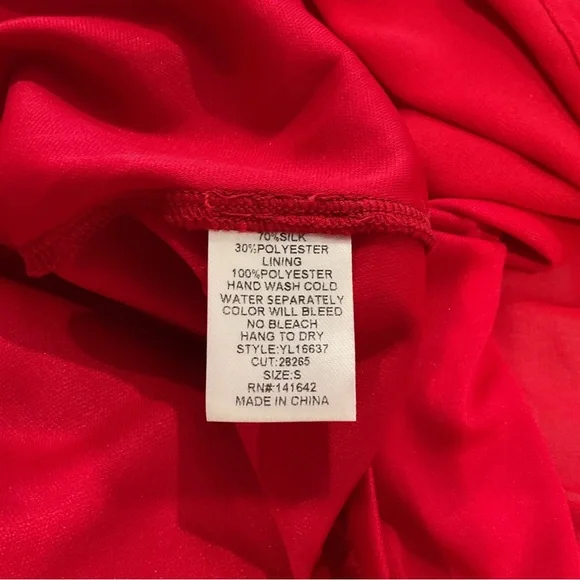 70%SILK
30%POLYESTER
LINING
100%POLYESTER
HAND WASH COLD
WATER SEPARATELY
COLOR WILL BLEED
NO BLEACH
HANG TO DRY
STYLE:YL16637
CUT:28265
SIZE:S
RN#:141642
MADE IN CHINA